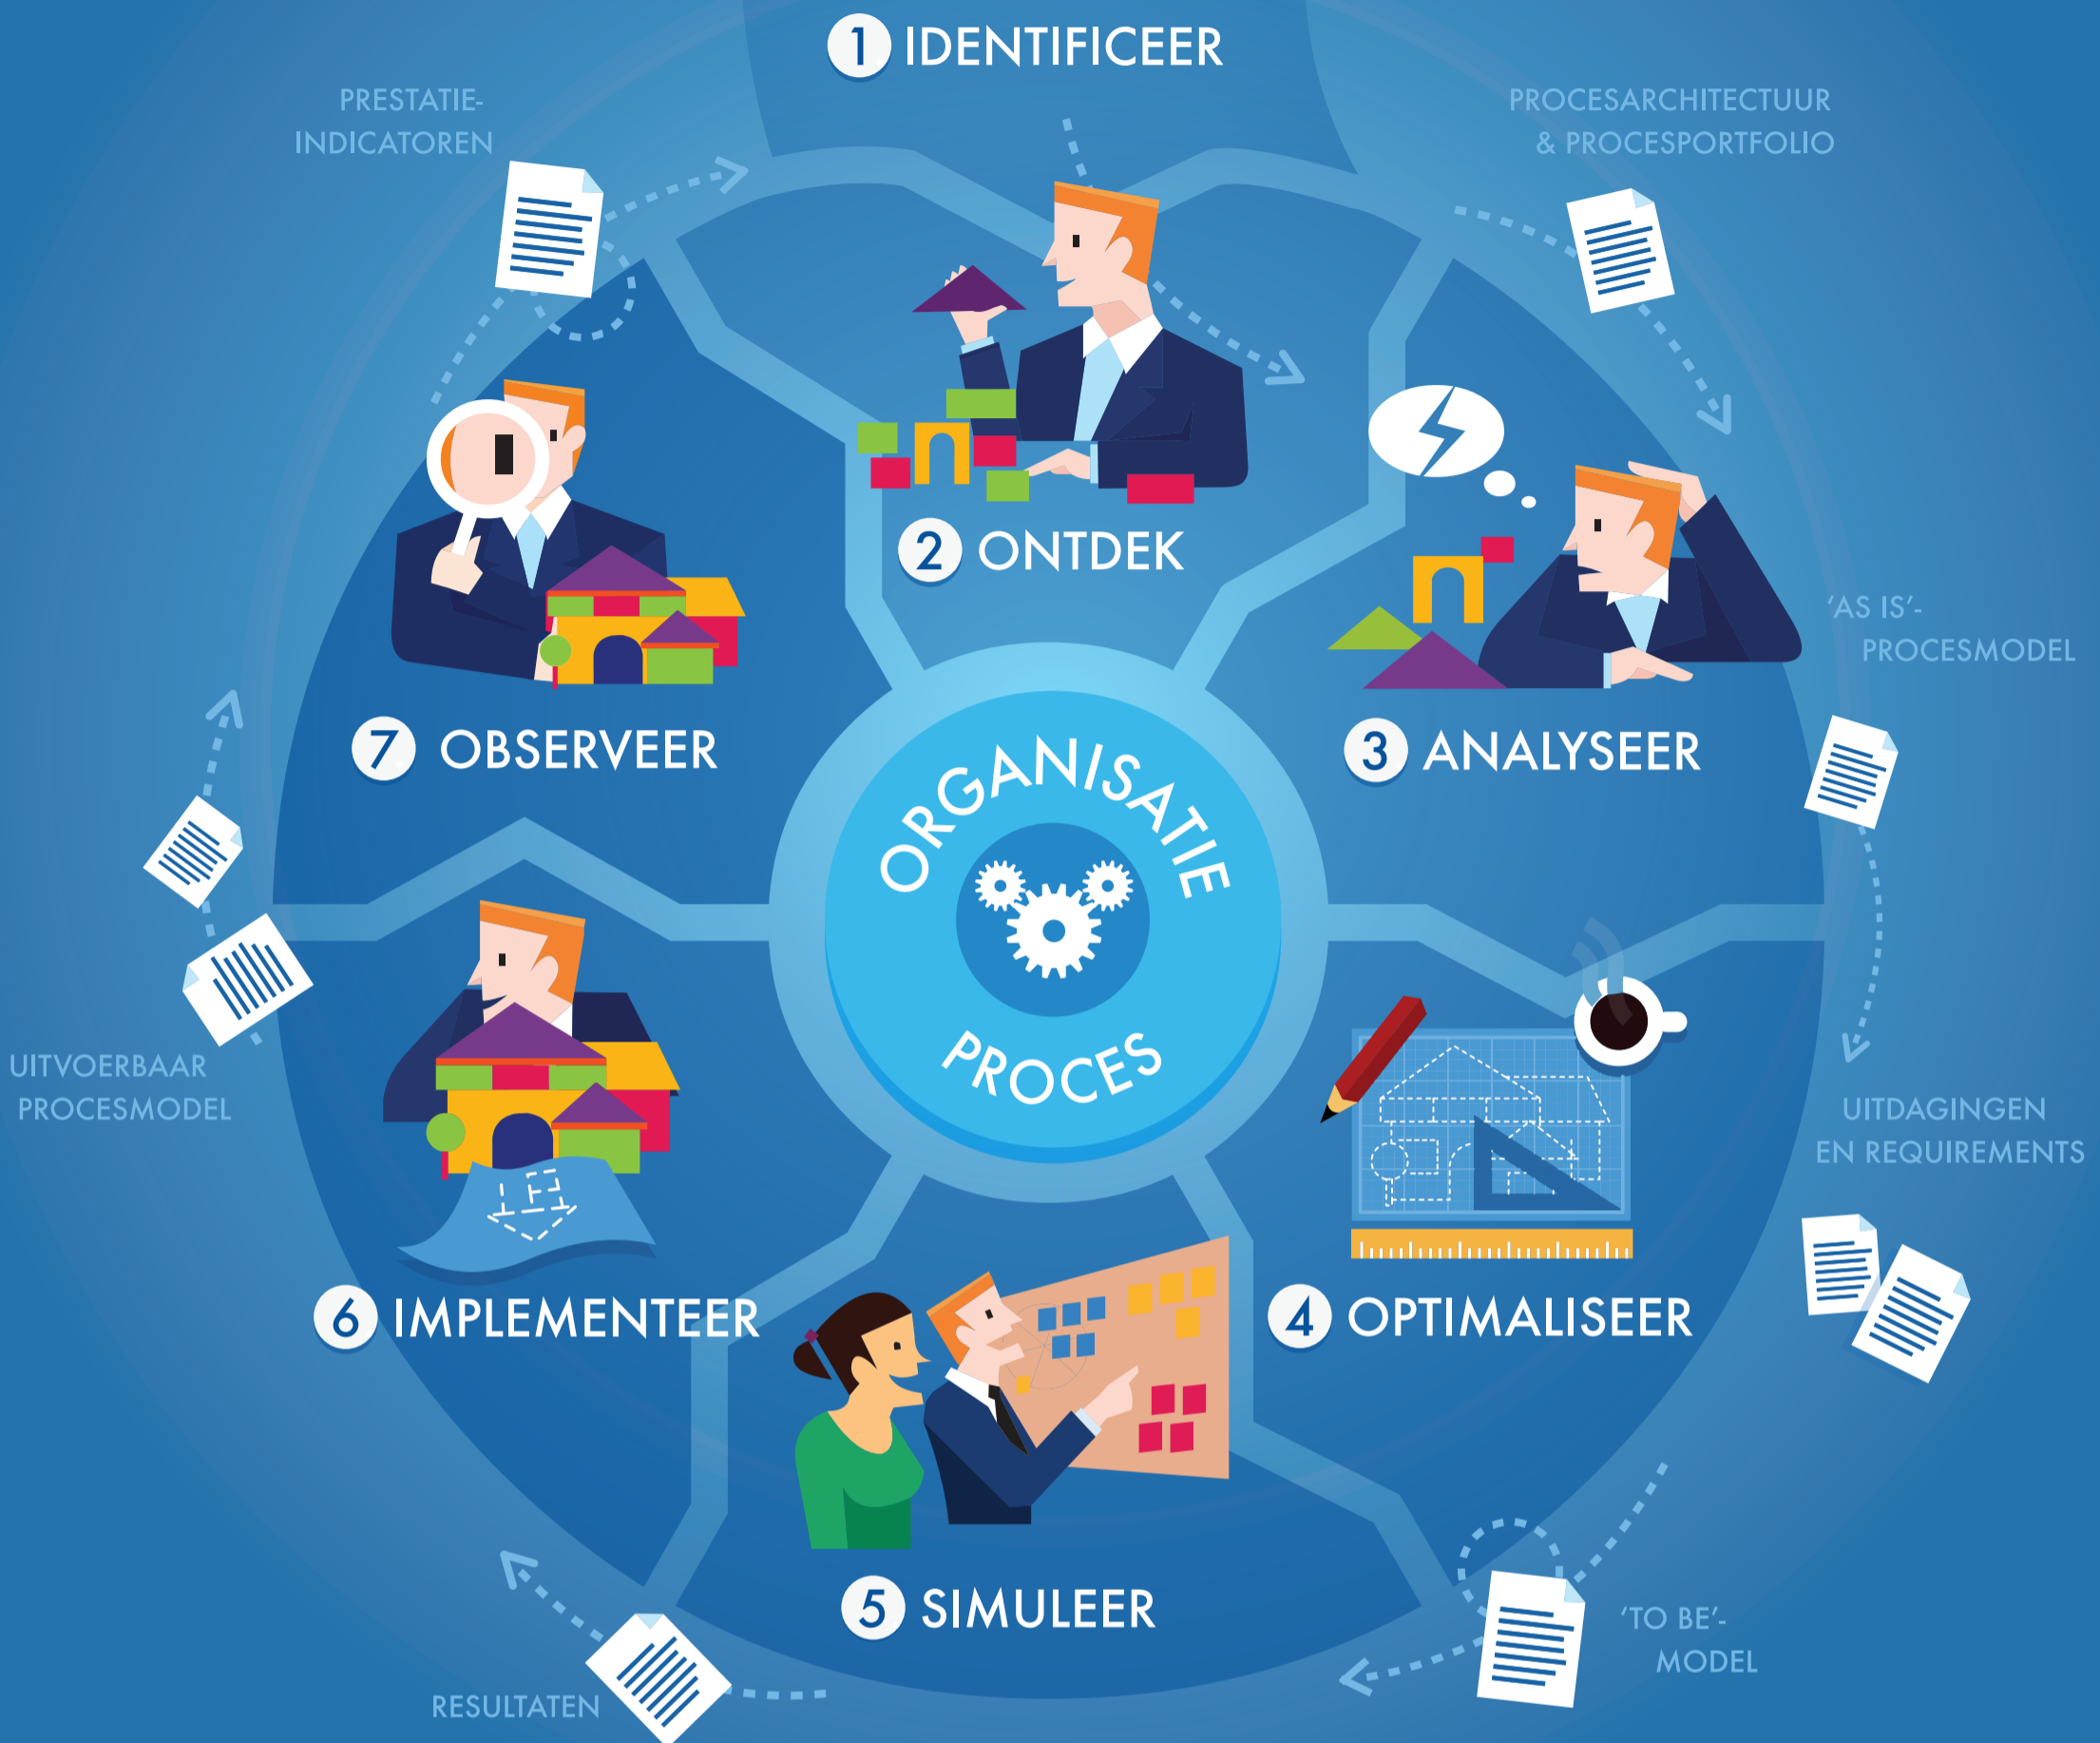 1 IDENTIFICEER
PRESTATIE-
INDICATOREN
PROCESARCHITECTUUR
& PROCESPORTFOLIO
2 ONTDEK
'AS IS'-
PROCESMODEL
7 OBSERVEER
3 ANALYSEER
ORGANISATIE
PROCES
UITVOERBAAR
PROCESMODEL
UITDAGINGEN
EN REQUIREMENTS
6 IMPLEMENTEER
4 OPTIMALISEER
5 SIMULEER
'TO BE'-
MODEL
RESULTATEN